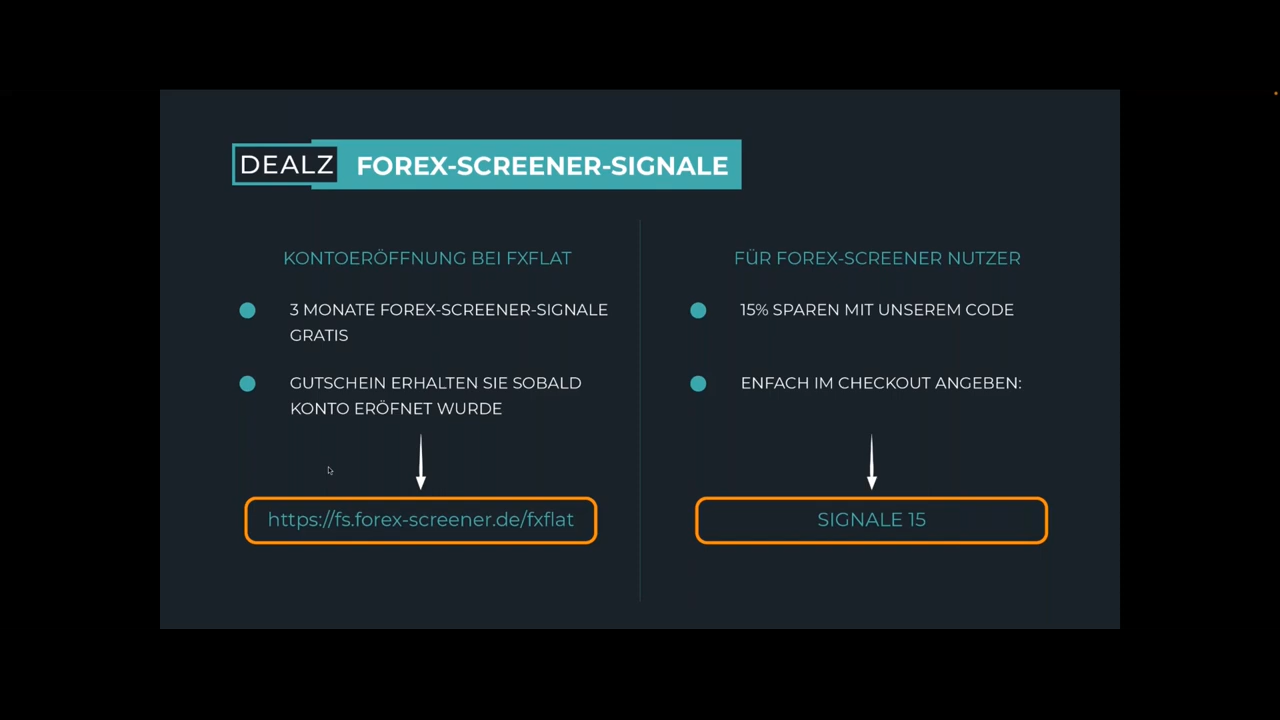 DEALZ FOREX-SCREENER-SIGNALE
KONTOERÖFFNUNG BEI FXFLAT
3 MONATE FOREX-SCREENER-SIGNALE
GRATIS
GUTSCHEIN ERHALTEN SIE SOBALD
KONTO ERÖFNET WURDE
https://fs.forex-screener.de/fxflat
FÜR FOREX-SCREENER NUTZER
15% SPAREN MIT UNSEREM CODE
ENFACH IM CHECKOUT ANGEBEN:
SIGNALE 15